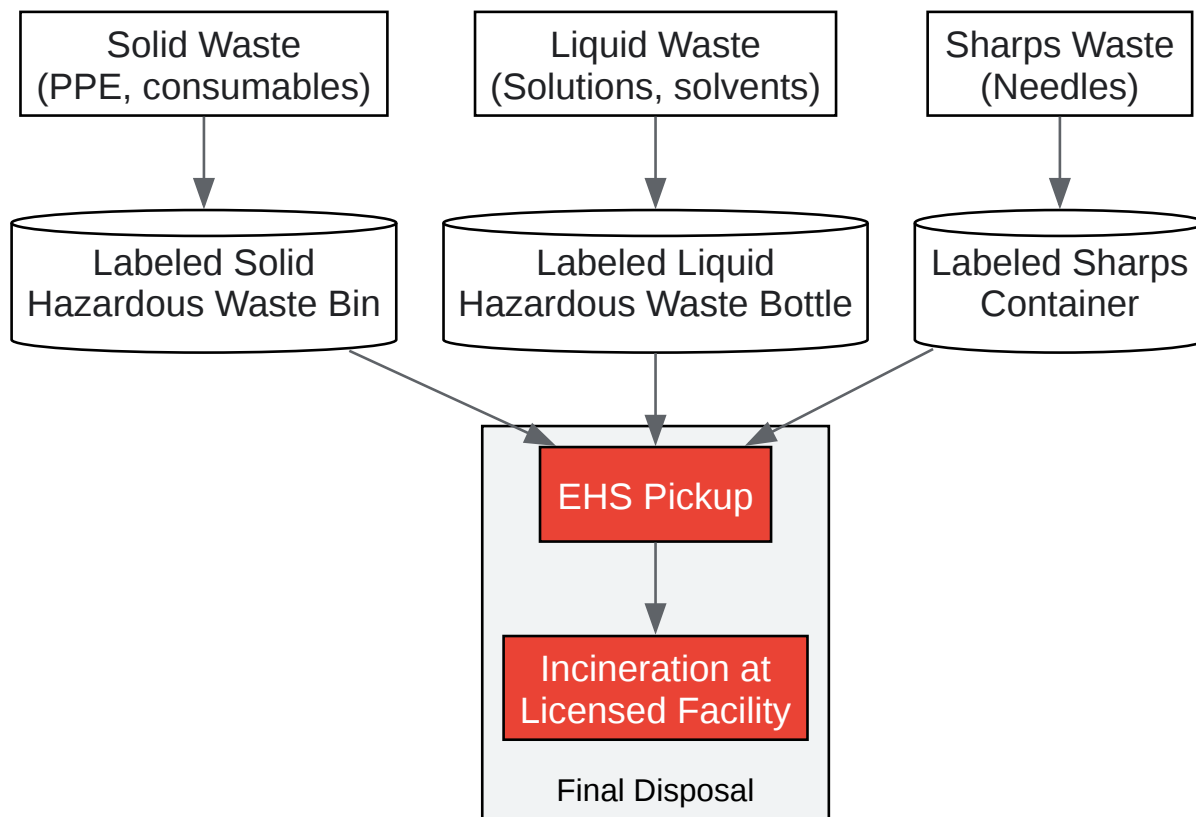 Solid Waste
(PPE, consumables)
Liquid Waste
(Solutions, solvents)
Sharps Waste
(Needles)
Labeled Solid
Hazardous Waste Bin
Labeled Liquid
Hazardous Waste Bottle
Labeled Sharps
Container
EHS Pickup
Incineration at
Licensed Facility
Final Disposal